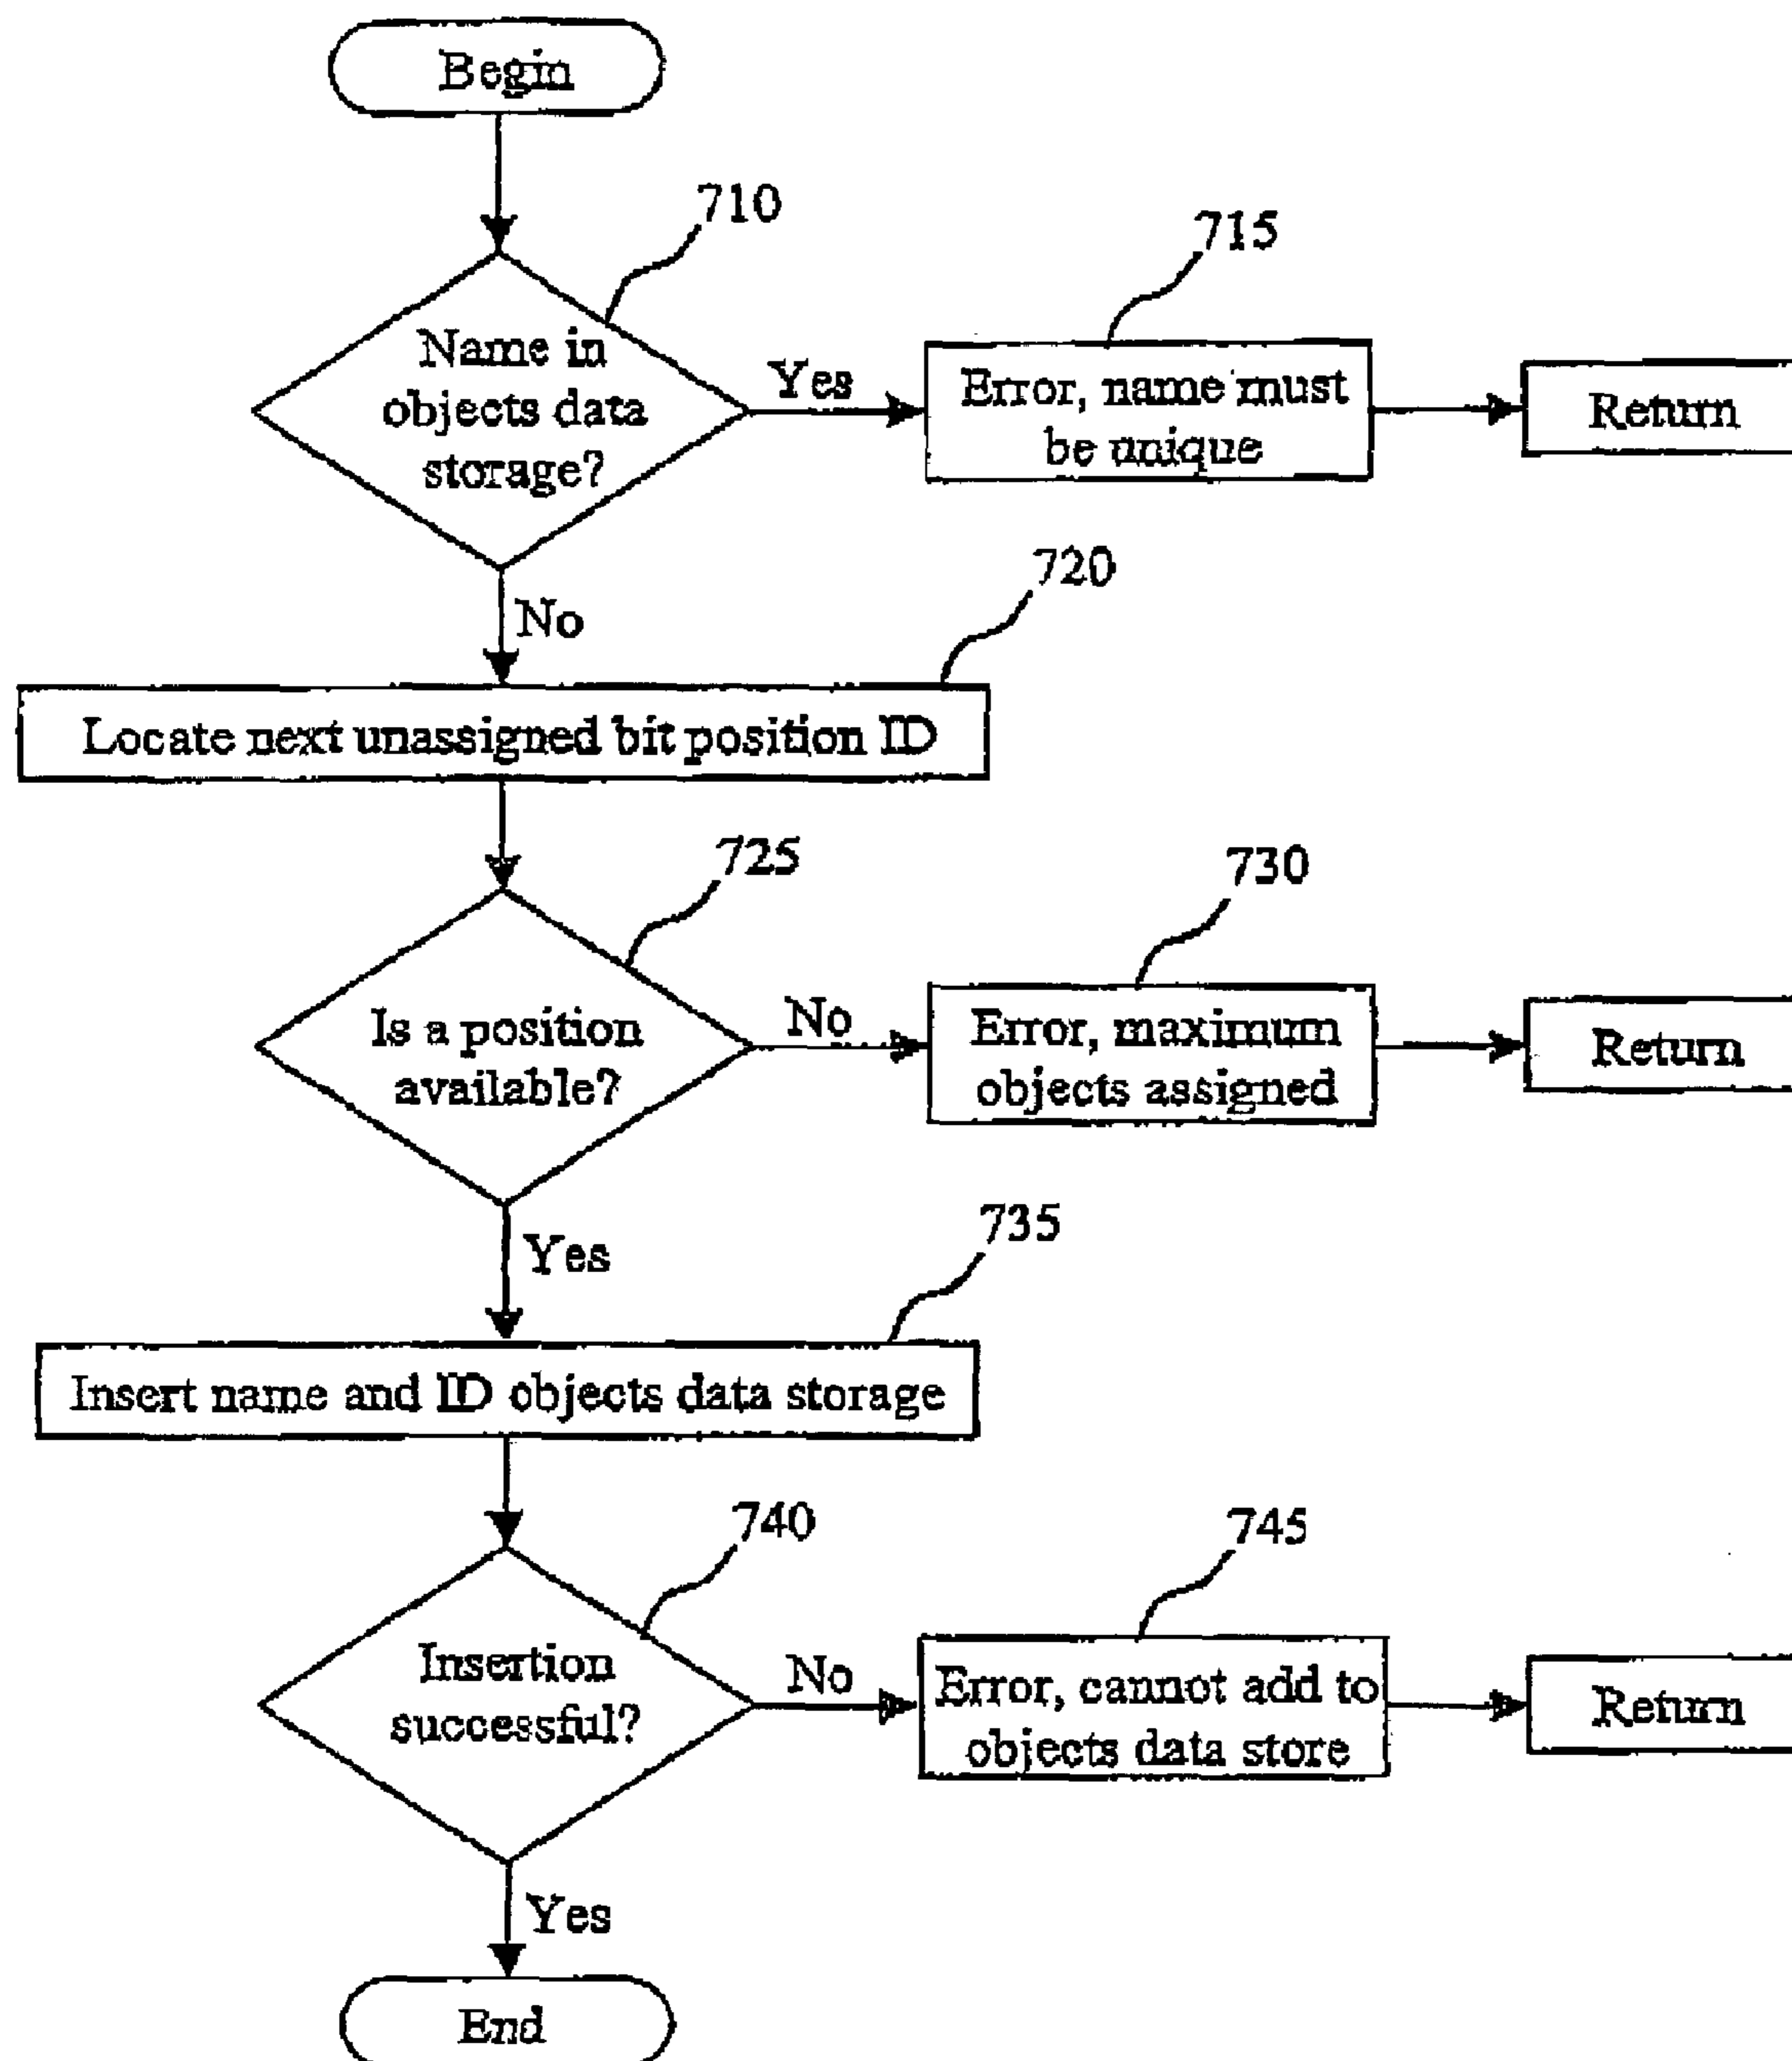 Begin
710
Name in
objects data
storage?
Yes
715
Error, name must
be unique
Return
No
720
Locate next unassigned bit position ID
725
Is a position
available?
No
730
Error, maximum
objects assigned
Return
Yes
735
Insert name and ID objects data storage
740
Insertion
successful?
No
745
Error, cannot add to
objects data store
Return
Yes
End